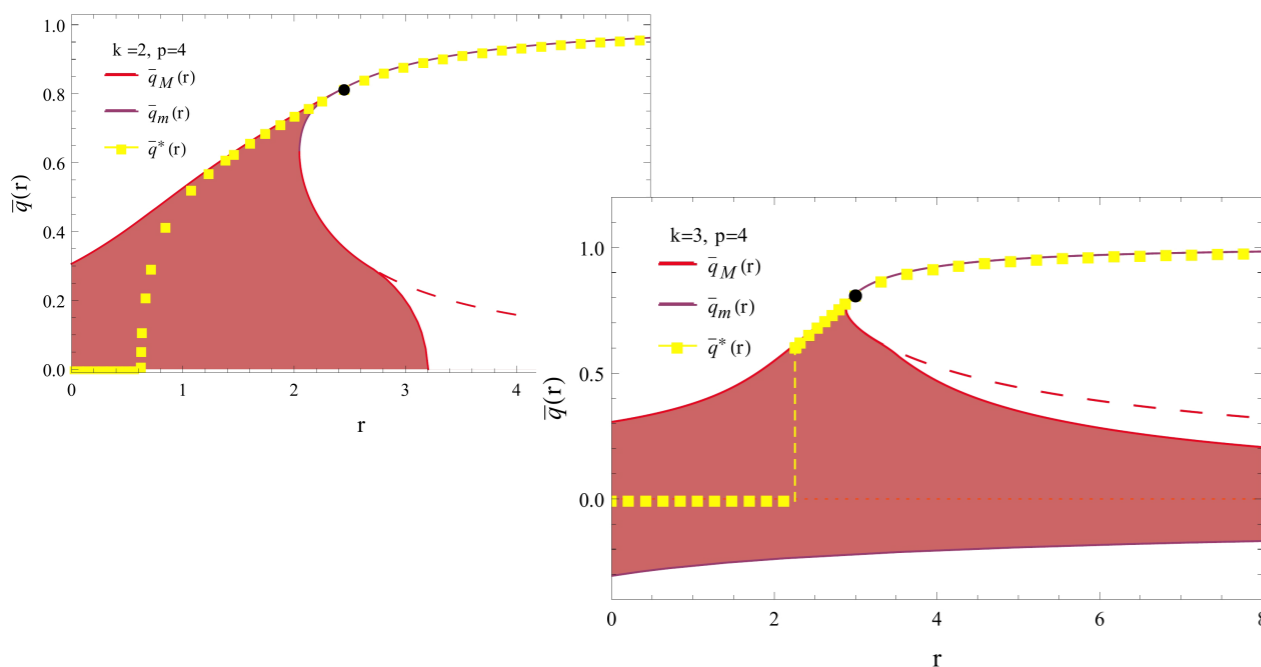 k=2, p=4
q̄_M(r)
q̄_m(r)
q̄*(r)
1.0
0.8
0.6
0.4
0.2
0.0
q̄(r)
0
1
2
3
4
r
k=3, p=4
q̄_M(r)
q̄_m(r)
q̄*(r)
1.0
0.5
0.0
q̄(r)
0
2
4
6
8
r